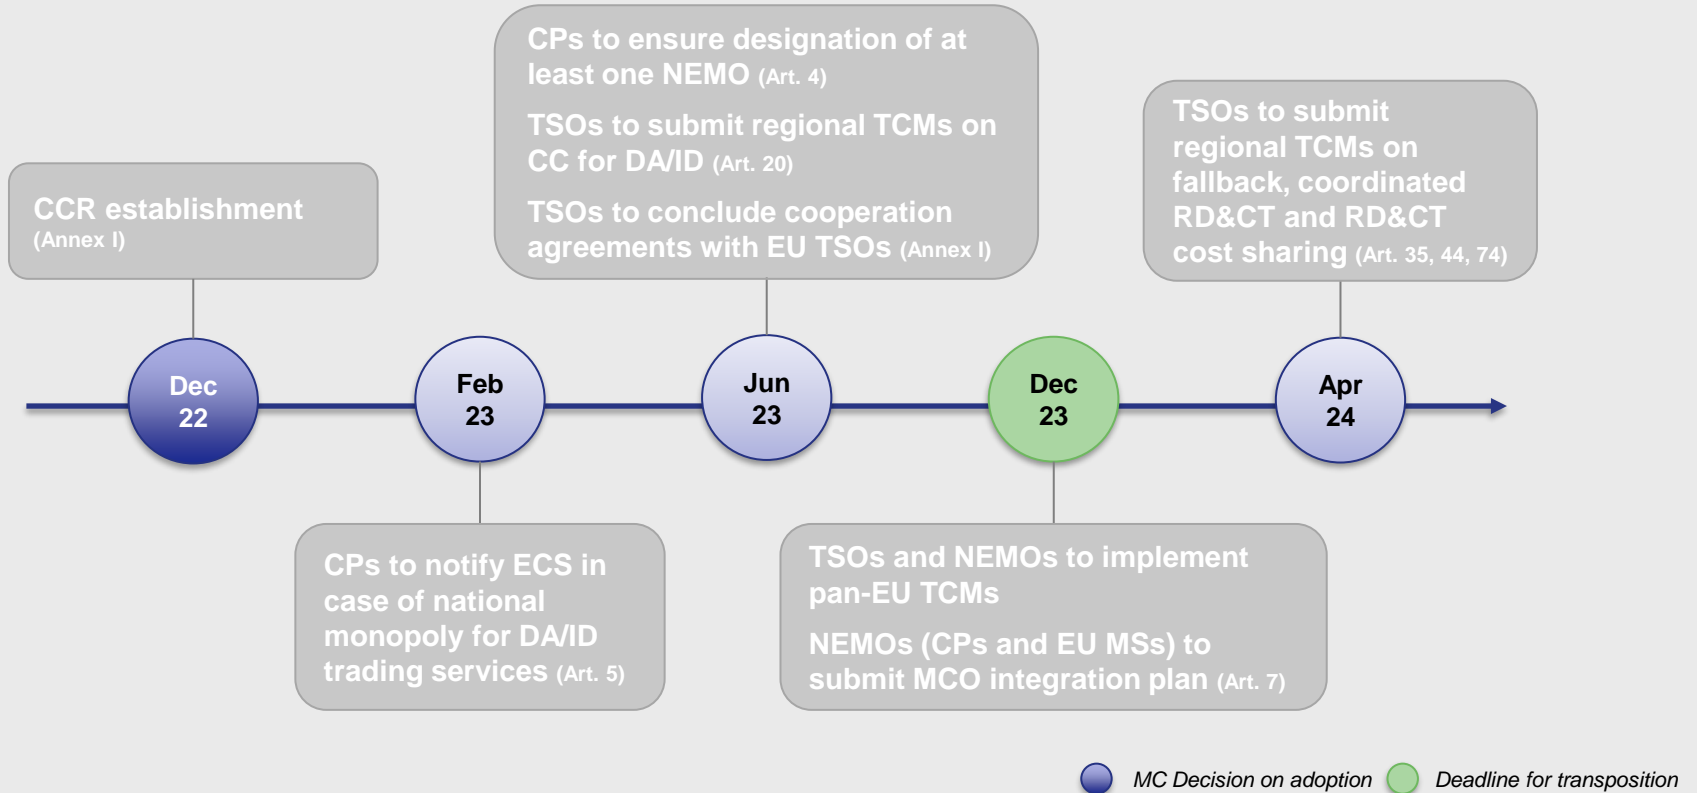 CPs to ensure designation of at
least one NEMO (Art. 4)
TSOs to submit regional TCMs on
CC for DA/ID (Art. 20)
TSOs to conclude cooperation
agreements with EU TSOs (Annex I)
TSOs to submit
regional TCMs on
fallback, coordinated
RD&CT and RD&CT
cost sharing (Art. 35, 44, 74)
CCR establishment
(Annex I)
Dec
22
Feb
23
Jun
23
Dec
23
Apr
24
CPs to notify ECS in
case of national
monopoly for DA/ID
trading services (Art. 5)
TSOs and NEMOs to implement
pan-EU TCMs
NEMOs (CPs and EU MSs) to
submit MCO integration plan (Art. 7)
MC Decision on adoption
Deadline for transposition